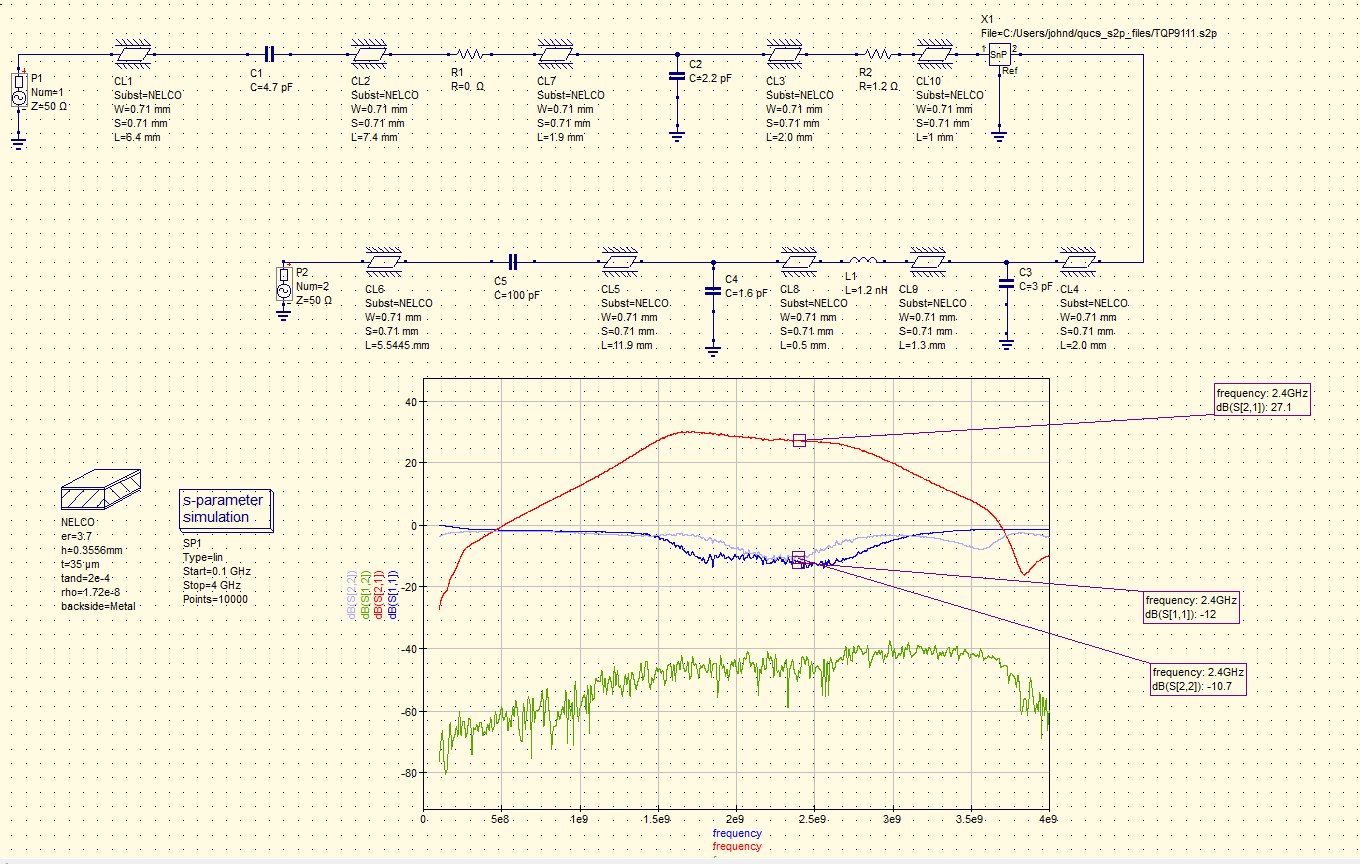 X1
File=C:/Users/johnd/qucs_s2p_files/TQP9111.s2p
1
SnP
2
Ref
P1
Num=1
Z=50 Ω
CL1
Subst=NELCO
W=0.71 mm
S=0.71 mm
L=6.4 mm
C1
C=4.7 pF
CL2
Subst=NELCO
W=0.71 mm
S=0.71 mm
L=7.4 mm
R1
R=0. Ω
CL7
Subst=NELCO
W=0.71 mm
S=0.71 mm
L=1.9 mm
C2
C=2.2 pF
CL3
Subst=NELCO
W=0.71 mm
S=0.71 mm
L=2.0 mm
R2
R=1.2 Ω
CL10
Subst=NELCO
W=0.71 mm
S=0.71 mm
L=1 mm
P2
Num=2
Z=50 Ω
CL6
Subst=NELCO
W=0.71 mm
S=0.71 mm
L=5.5445 mm
C5
C=100 pF
CL5
Subst=NELCO
W=0.71 mm
S=0.71 mm
L=11.9 mm
C4
C=1.6 pF
CL8
Subst=NELCO
W=0.71 mm
S=0.71 mm
L=0.5 mm
L1
L=1.2 nH
CL9
Subst=NELCO
W=0.71 mm
S=0.71 mm
L=1.3 mm
C3
C=3 pF
CL4
Subst=NELCO
W=0.71 mm
S=0.71 mm
L=2.0 mm
NELCO
er=3.7
h=0.3556mm
t=35 µm
tand=2e-4
rho=1.72e-8
backside=Metal
s-parameter
simulation
SP1
Type=lin
Start=0.1 GHz
Stop=4 GHz
Points=10000
dB(S[2,2])
dB(S[1,2])
dB(S[2,1])
dB(S[1,1])
40
20
0
-20
-40
-60
-80
0
5e8
1e9
1.5e9
2e9
2.5e9
3e9
3.5e9
4e9
frequency
frequency
frequency: 2.4GHz
dB(S[2,1]): 27.1
frequency: 2.4GHz
dB(S[1,1]): -12
frequency: 2.4GHz
dB(S[2,2]): -10.7